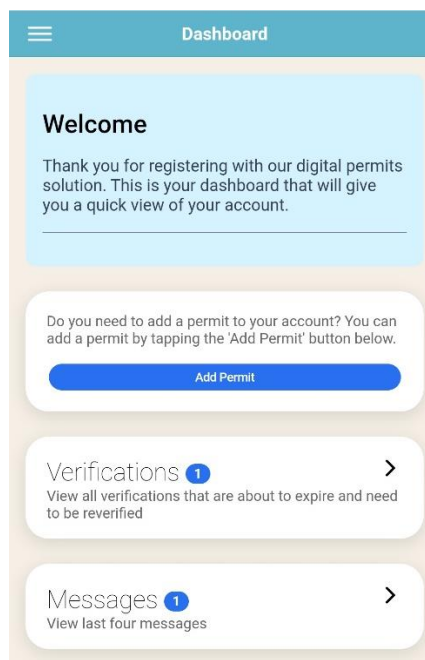 Dashboard
Welcome
Thank you for registering with our digital permits
solution. This is your dashboard that will give
you a quick view of your account.
Do you need to add a permit to your account? You can
add a permit by tapping the 'Add Permit' button below.
Add Permit
Verifications 1
View all verifications that are about to expire and need
to be reverified
Messages 1
View last four messages